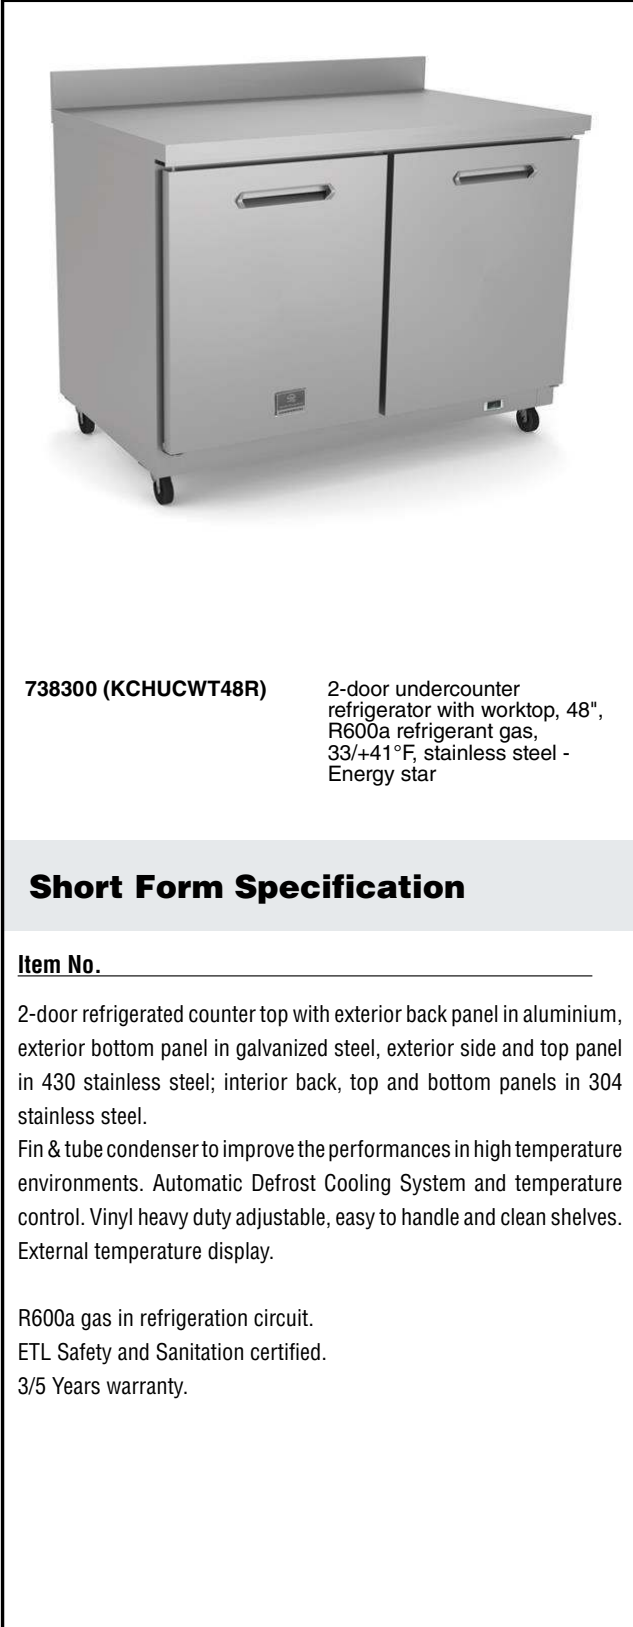 738300 (KCHUCWT48R)
2-door undercounter
refrigerator with worktop, 48",
R600a refrigerant gas,
33/+41°F, stainless steel -
Energy star
Short Form Specification
Item No.
2-door refrigerated counter top with exterior back panel in aluminium,
exterior bottom panel in galvanized steel, exterior side and top panel
in 430 stainless steel; interior back, top and bottom panels in 304
stainless steel.
Fin & tube condenser to improve the performances in high temperature
environments. Automatic Defrost Cooling System and temperature
control. Vinyl heavy duty adjustable, easy to handle and clean shelves.
External temperature display.
R600a gas in refrigeration circuit.
ETL Safety and Sanitation certified.
3/5 Years warranty.